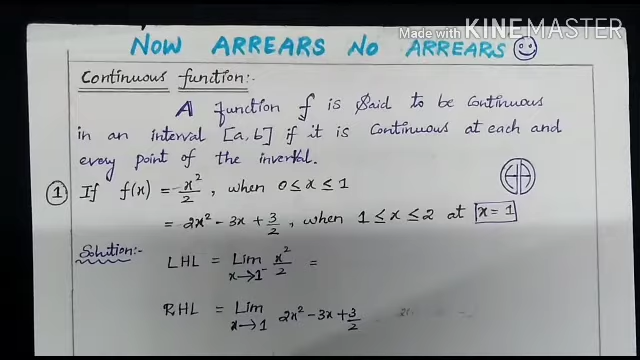 Made with KINEMASTER
NOW ARREARS NO ARREARS
Continuous function:-
A function f is said to be continuous
in an interval [a, b] if it is continuous at each and
every point of the inverval.
① If f(x) = x²/2, when 0 ≤ x ≤ 1
= 2x² - 3x + 3/2, when 1 ≤ x ≤ 2 at x = 1
Solution:-
LHL = Lim x→1⁻ x²/2 =
RHL = Lim x→1 2x² - 3x + 3/2